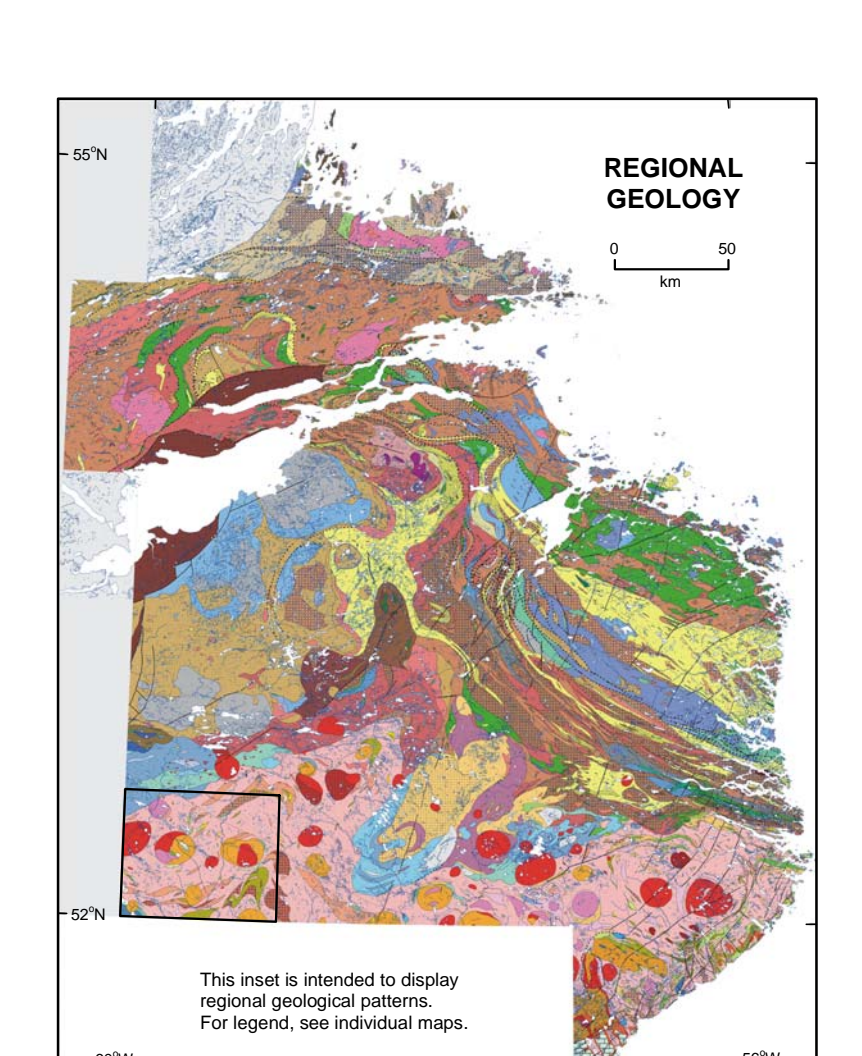 55°N
REGIONAL
GEOLOGY
0 50
km
52°N
This inset is intended to display
regional geological patterns.
For legend, see individual maps.